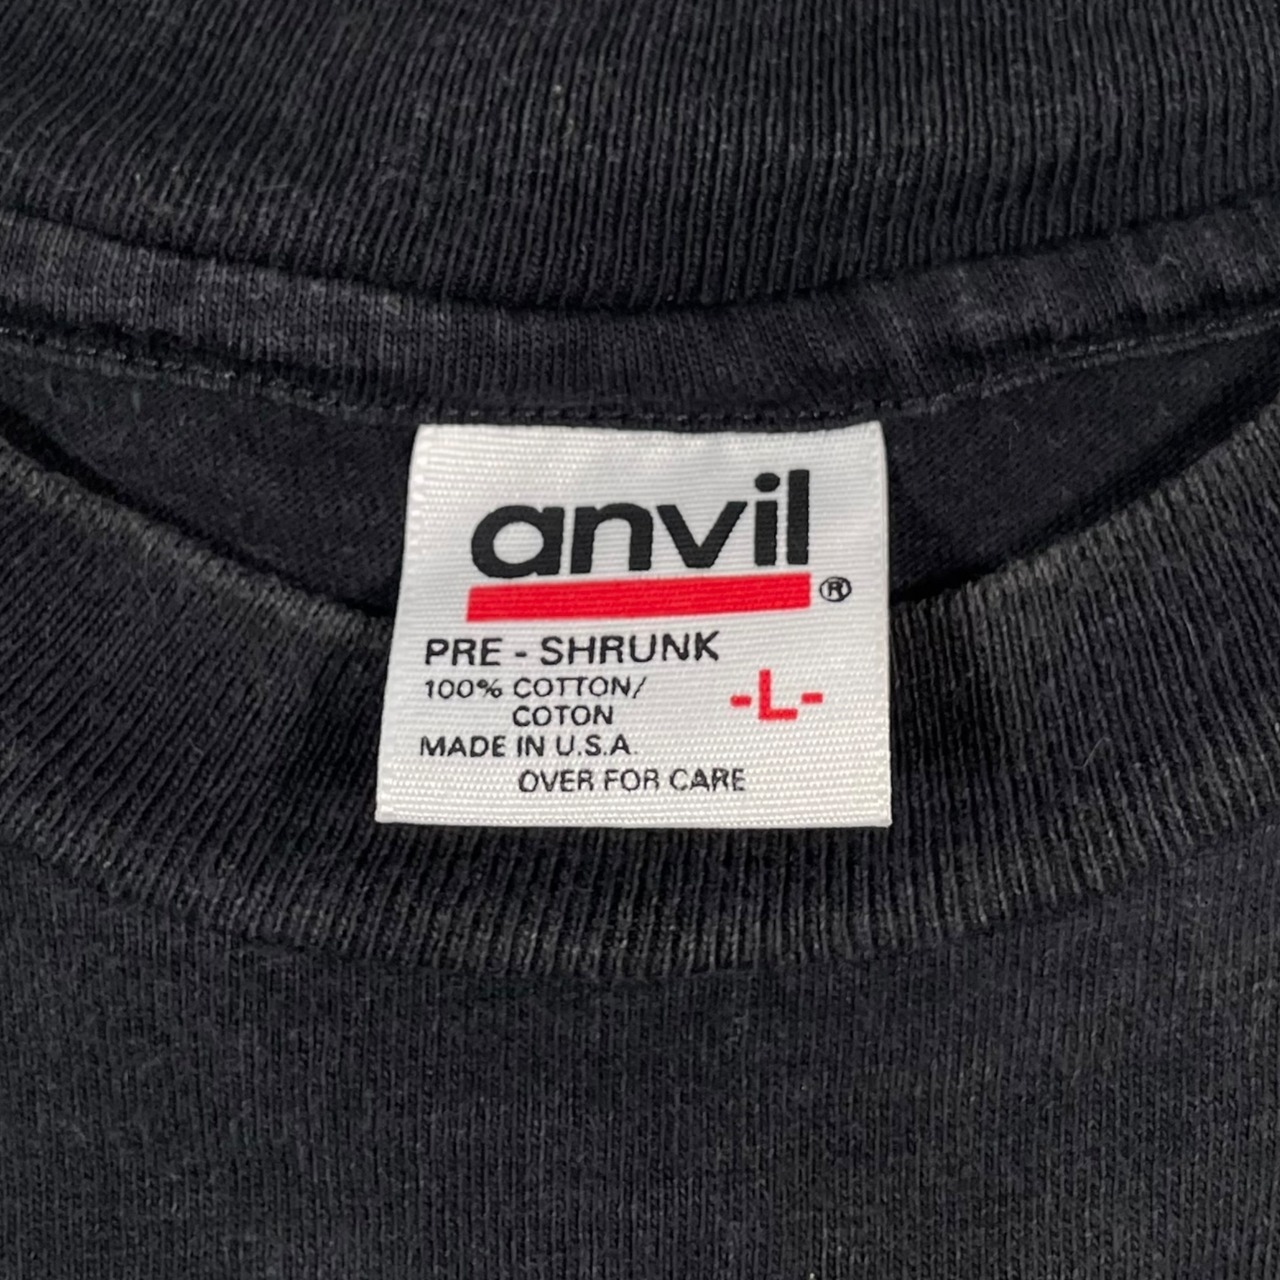 anvil®
PRE - SHRUNK
100% COTTON/
COTON
-L-
MADE IN U.S.A.
OVER FOR CARE